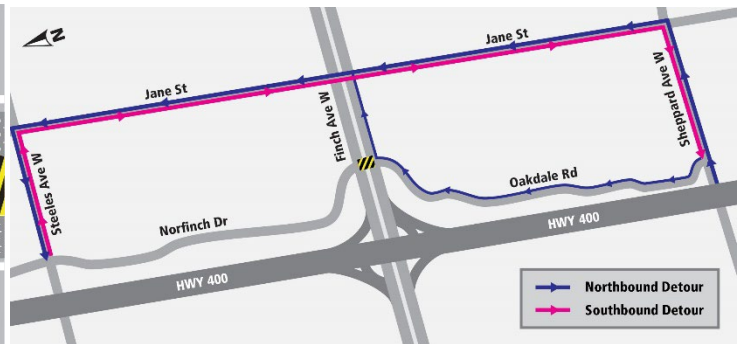 N
Jane St
Jane St
Steeles Ave W
Finch Ave W
Sheppard Ave W
Oakdale Rd
Norfinch Dr
HWY 400
HWY 400
Northbound Detour
Southbound Detour